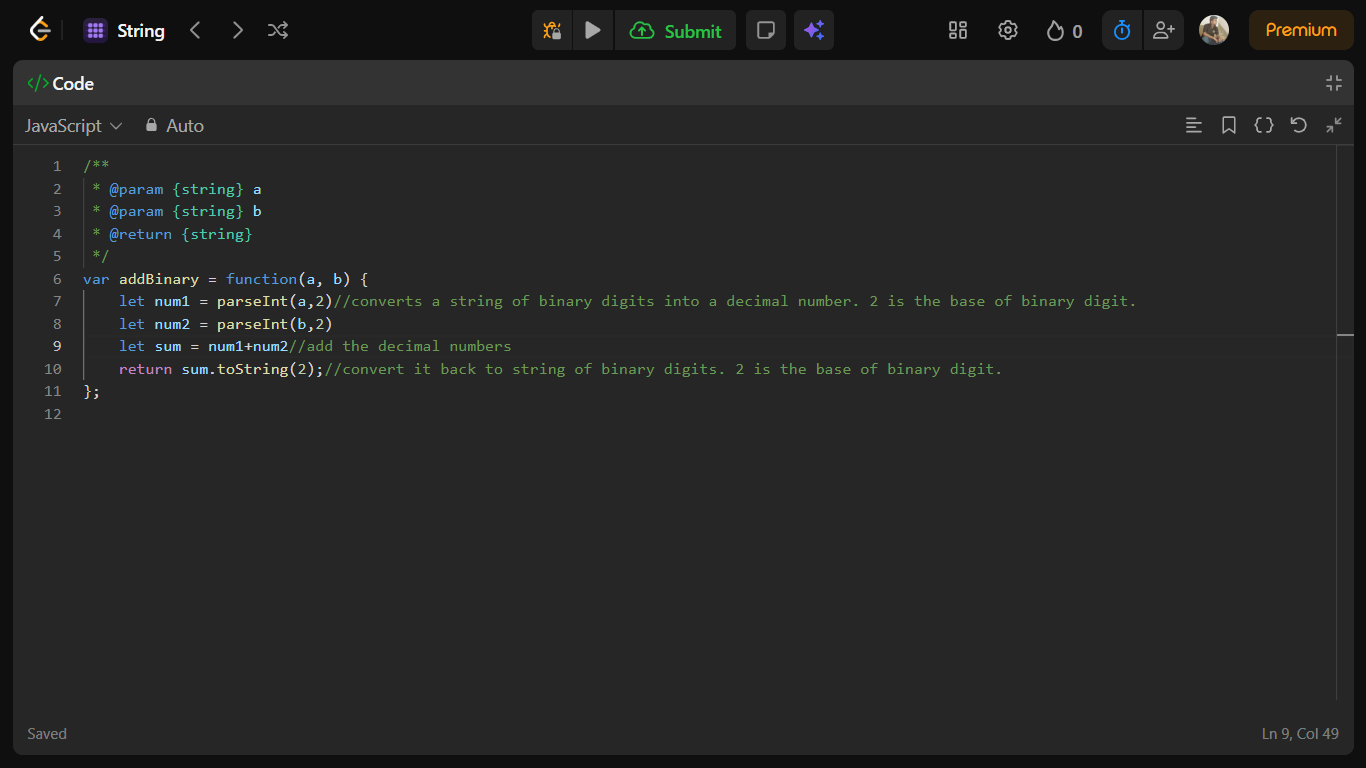 String
Submit
0
Premium
</> Code
JavaScript
Auto
1 /**
2 * @param {string} a
3 * @param {string} b
4 * @return {string}
5 */
6 var addBinary = function(a, b) {
7 let num1 = parseInt(a,2)//converts a string of binary digits into a decimal number. 2 is the base of binary digit.
8 let num2 = parseInt(b,2)
9 let sum = num1+num2//add the decimal numbers
10 return sum.toString(2);//convert it back to string of binary digits. 2 is the base of binary digit.
11 };
12
Saved
Ln 9, Col 49